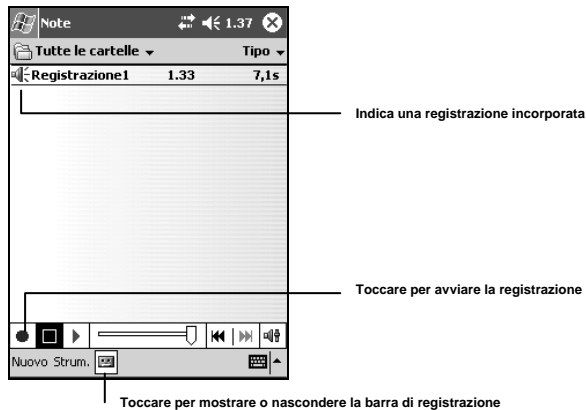 Note 1.37
Tutte le cartelle Tipo
Registrazione1 1.33 7,1s
Indica una registrazione incorporata
Toccare per avviare la registrazione
Nuovo Strum.
Toccare per mostrare o nascondere la barra di registrazione